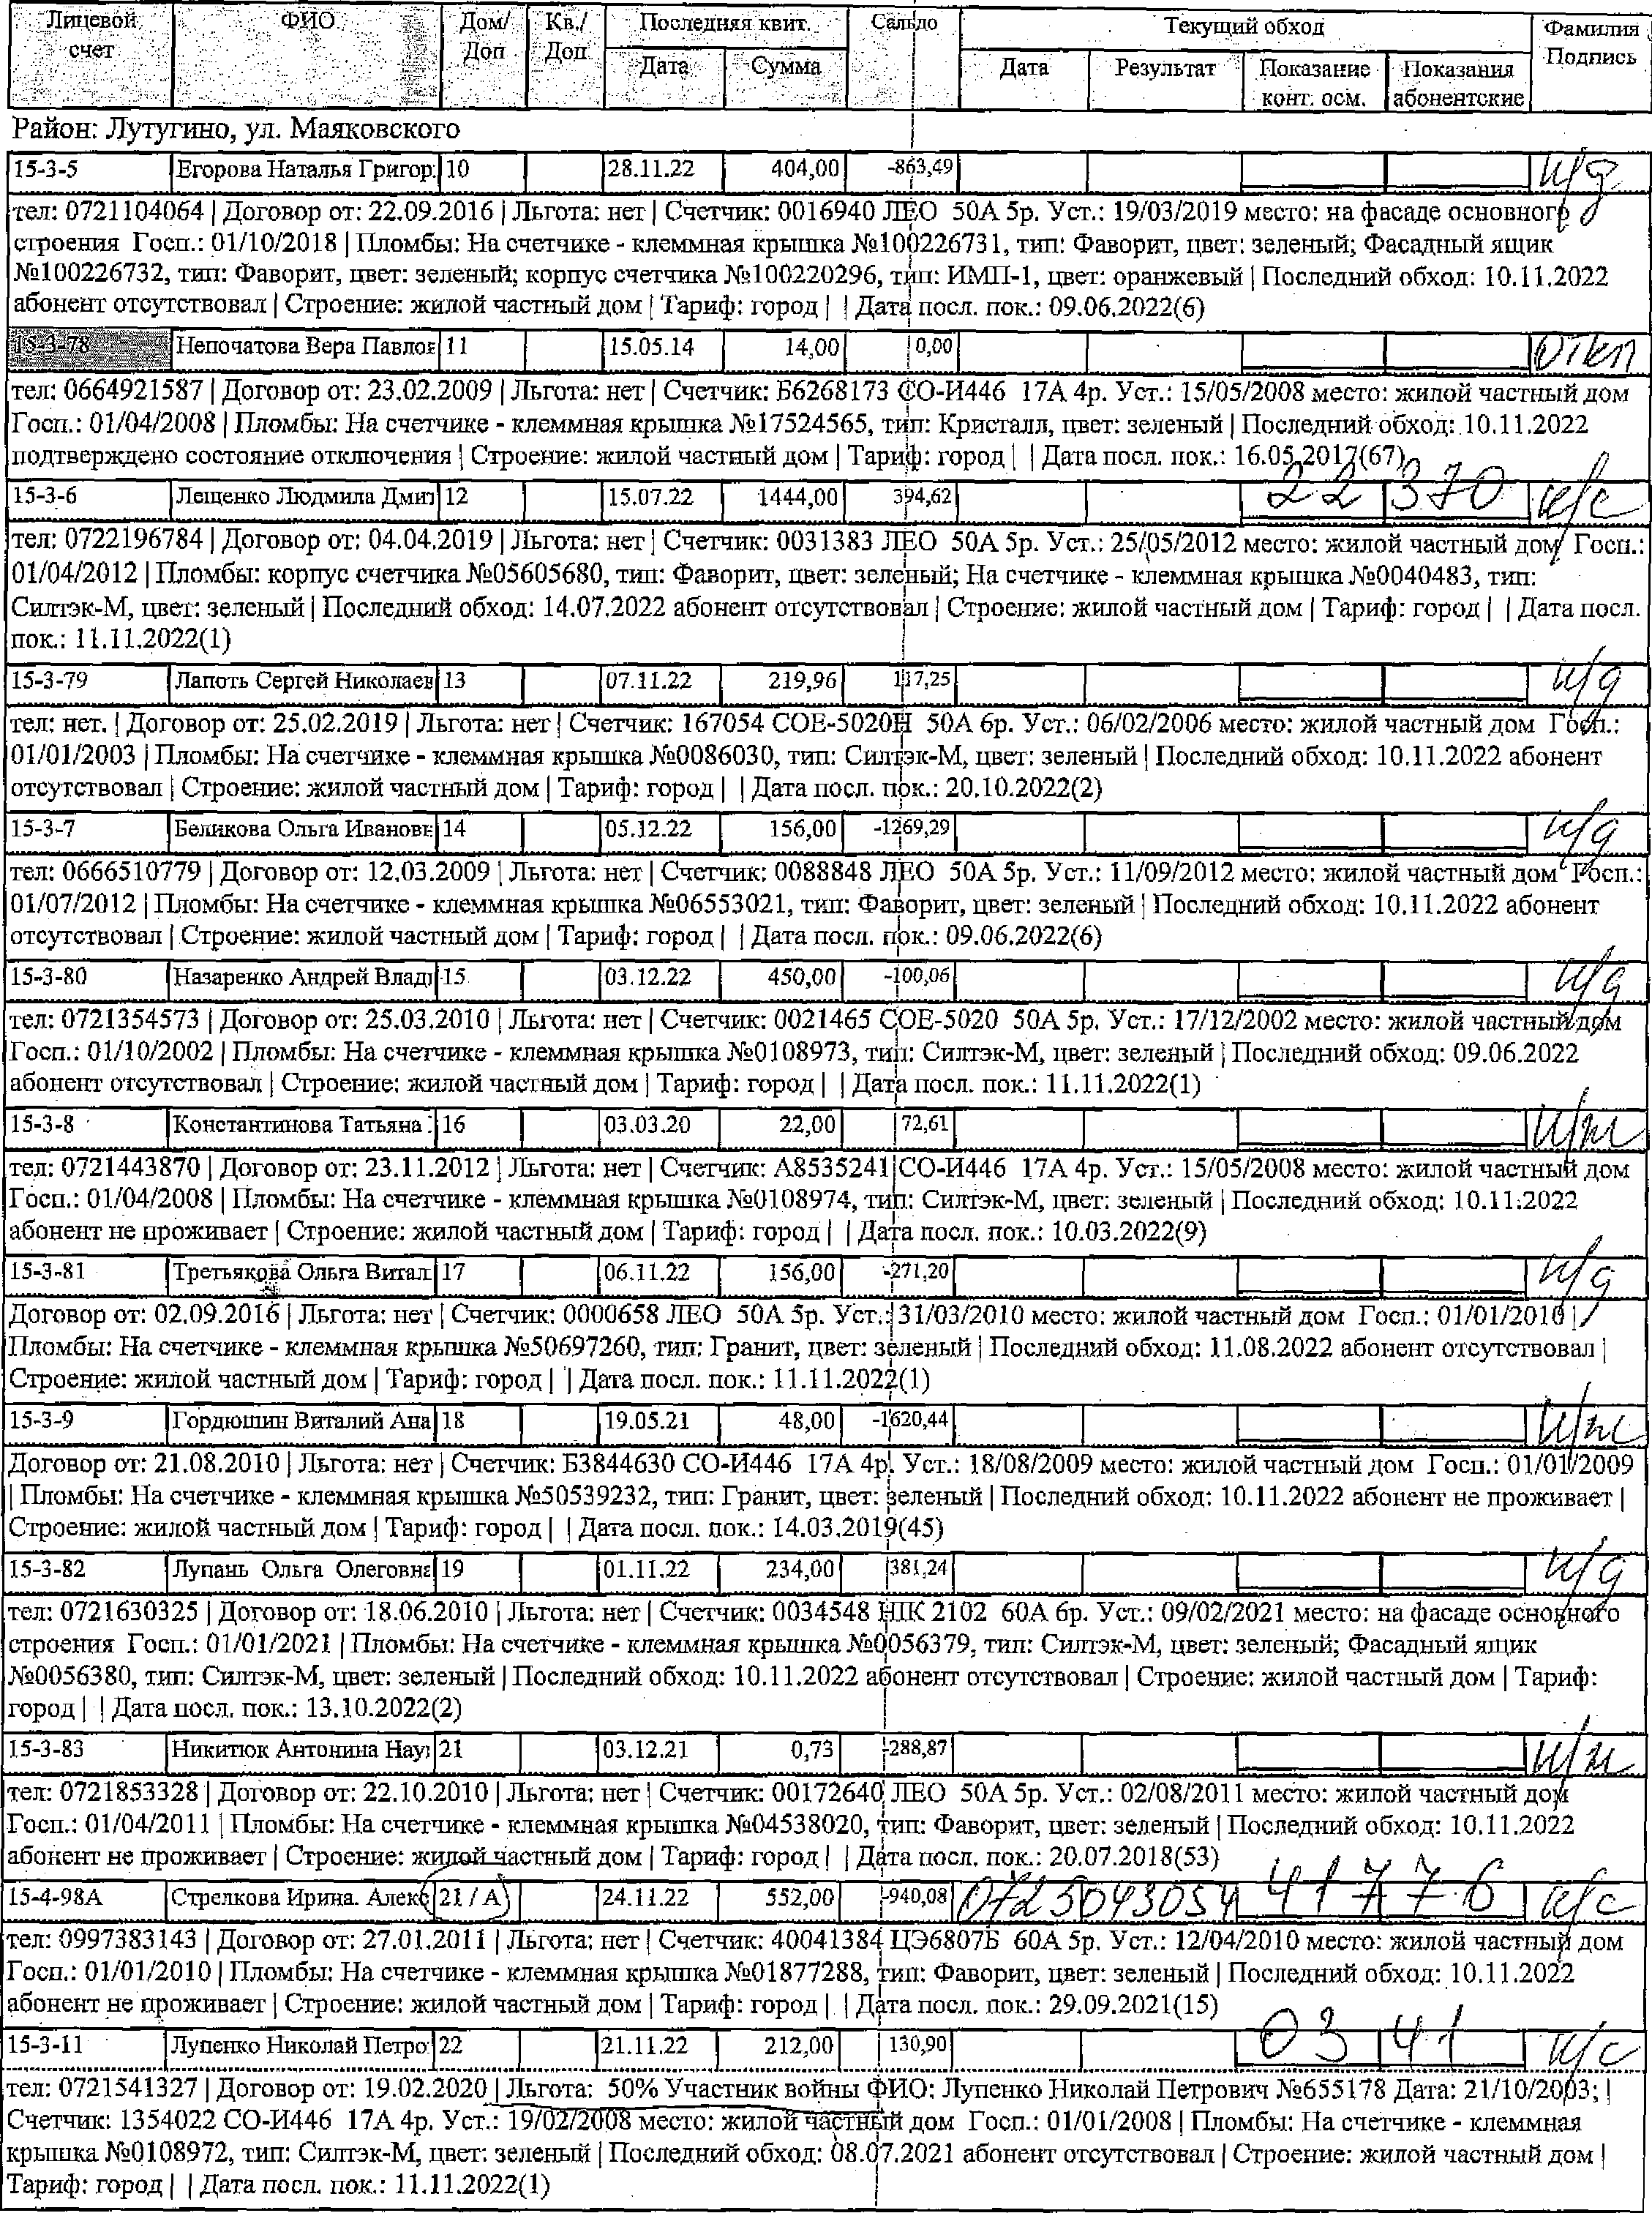 Лицевой счет ФИО Дом/Доп Кв./Доп Последняя квит. Сальдо Текущий обход Фамилия Подпись
Дата Сумма Дата Результат Показание конт. осм. Показания абонентские
Район: Лутугино, ул. Маяковского
15-3-5 Егорова Наталья Григор 10 28.11.22 404,00 -863,49 н/д
тел: 0721104064 | Договор от: 22.09.2016 | Льгота: нет | Счетчик: 0016940 ЛЕО 50А 5р. Уст.: 19/03/2019 место: на фасаде основного
строения Госп.: 01/10/2018 | Пломбы: На счетчике - клеммная крышка №100226731, тип: Фаворит, цвет: зеленый; Фасадный ящик
№100226732, тип: Фаворит, цвет: зеленый; корпус счетчика №100220296, тип: ИМП-1, цвет: оранжевый | Последний обход: 10.11.2022
абонент отсутствовал | Строение: жилой частный дом | Тариф: город | | Дата посл. пок.: 09.06.2022(6)
15-3-78 Непочатова Вера Павлов 11 15.05.14 14,00 0,00 откл
тел: 0664921587 | Договор от: 23.02.2009 | Льгота: нет | Счетчик: Б6268173 СО-И446 17А 4р. Уст.: 15/05/2008 место: жилой частный дом
Госп.: 01/04/2008 | Пломбы: На счетчике - клеммная крышка №17524565, тип: Кристалл, цвет: зеленый | Последний обход: 10.11.2022
подтверждено состояние отключения | Строение: жилой частный дом | Тариф: город | | Дата посл. пок.: 16.05.2017(67)
15-3-6 Лещенко Людмила Дмит 12 15.07.22 1444,00 394,62 22 370 н/с
тел: 0722196784 | Договор от: 04.04.2019 | Льгота: нет | Счетчик: 0031383 ЛЕО 50А 5р. Уст.: 25/05/2012 место: жилой частный дом Госп.:
01/04/2012 | Пломбы: корпус счетчика №05605680, тип: Фаворит, цвет: зеленый; На счетчике - клеммная крышка №0040483, тип:
Силтэк-М, цвет: зеленый | Последний обход: 14.07.2022 абонент отсутствовал | Строение: жилой частный дом | Тариф: город | | Дата посл.
пок.: 11.11.2022(1)
15-3-79 Лапоть Сергей Николаев 13 07.11.22 219,96 117,25 н/д
тел: нет. | Договор от: 25.02.2019 | Льгота: нет | Счетчик: 167054 СОЕ-5020Н 50А 6р. Уст.: 06/02/2006 место: жилой частный дом Госп.:
01/01/2003 | Пломбы: На счетчике - клеммная крышка №0086030, тип: Силтэк-М, цвет: зеленый | Последний обход: 10.11.2022 абонент
отсутствовал | Строение: жилой частный дом | Тариф: город | | Дата посл. пок.: 20.10.2022(2)
15-3-7 Беликова Ольга Ивановн 14 05.12.22 156,00 -1269,29 н/д
тел: 0666510779 | Договор от: 12.03.2009 | Льгота: нет | Счетчик: 0088848 ЛЕО 50А 5р. Уст.: 11/09/2012 место: жилой частный дом Госп.:
01/07/2012 | Пломбы: На счетчике - клеммная крышка №06553021, тип: Фаворит, цвет: зеленый | Последний обход: 10.11.2022 абонент
отсутствовал | Строение: жилой частный дом | Тариф: город | | Дата посл. пок.: 09.06.2022(6)
15-3-80 Назаренко Андрей Влади 15 03.12.22 450,00 -100,06 н/д
тел: 0721354573 | Договор от: 25.03.2010 | Льгота: нет | Счетчик: 0021465 СОЕ-5020 50А 5р. Уст.: 17/12/2002 место: жилой частный дом
Госп.: 01/10/2002 | Пломбы: На счетчике - клеммная крышка №0108973, тип: Силтэк-М, цвет: зеленый | Последний обход: 09.06.2022
абонент отсутствовал | Строение: жилой частный дом | Тариф: город | | Дата посл. пок.: 11.11.2022(1)
15-3-8 Константинова Татьяна 16 03.03.20 22,00 72,61
тел: 0721443870 | Договор от: 23.11.2012 | Льгота: нет | Счетчик: А8535241 СО-И446 17А 4р. Уст.: 15/05/2008 место: жилой частный дом
Госп.: 01/04/2008 | Пломбы: На счетчике - клеммная крышка №0108974, тип: Силтэк-М, цвет: зеленый | Последний обход: 10.11.2022
абонент не проживает | Строение: жилой частный дом | Тариф: город | | Дата посл. пок.: 10.03.2022(9)
15-3-81 Третьякова Ольга Витал 17 06.11.22 156,00 -271,20 н/д
Договор от: 02.09.2016 | Льгота: нет | Счетчик: 0000658 ЛЕО 50А 5р. Уст.: 31/03/2010 место: жилой частный дом Госп.: 01/01/2010 |
Пломбы: На счетчике - клеммная крышка №50697260, тип: Гранит, цвет: зеленый | Последний обход: 11.08.2022 абонент отсутствовал |
Строение: жилой частный дом | Тариф: город | | Дата посл. пок.: 11.11.2022(1)
15-3-9 Гордюшин Виталий Ана 18 19.05.21 48,00 -1620,44
Договор от: 21.08.2010 | Льгота: нет | Счетчик: Б3844630 СО-И446 17А 4р. Уст.: 18/08/2009 место: жилой частный дом Госп.: 01/01/2009
| Пломбы: На счетчике - клеммная крышка №50539232, тип: Гранит, цвет: зеленый | Последний обход: 10.11.2022 абонент не проживает |
Строение: жилой частный дом | Тариф: город | | Дата посл. пок.: 14.03.2019(45)
15-3-82 Лупань Ольга Олеговна 19 01.11.22 234,00 381,24 н/д
тел: 0721630325 | Договор от: 18.06.2010 | Льгота: нет | Счетчик: 0034548 НІК 2102 60А 6р. Уст.: 09/02/2021 место: на фасаде основного
строения Госп.: 01/01/2021 | Пломбы: На счетчике - клеммная крышка №0056379, тип: Силтэк-М, цвет: зеленый; Фасадный ящик
№0056380, тип: Силтэк-М, цвет: зеленый | Последний обход: 10.11.2022 абонент отсутствовал | Строение: жилой частный дом | Тариф:
город | | Дата посл. пок.: 13.10.2022(2)
15-3-83 Никитюк Антонина Нау 21 03.12.21 0,73 -288,87
тел: 0721853328 | Договор от: 22.10.2010 | Льгота: нет | Счетчик: 00172640 ЛЕО 50А 5р. Уст.: 02/08/2011 место: жилой частный дом
Госп.: 01/04/2011 | Пломбы: На счетчике - клеммная крышка №04538020, тип: Фаворит, цвет: зеленый | Последний обход: 10.11.2022
абонент не проживает | Строение: жилой частный дом | Тариф: город | | Дата посл. пок.: 20.07.2018(53)
15-4-98А Стрелкова Ирина. Алекс 21 / А 24.11.22 552,00 -940,08 0725043054 41776 н/с
тел: 0997383143 | Договор от: 27.01.2011 | Льгота: нет | Счетчик: 40041384 ЦЭ6807Б 60А 5р. Уст.: 12/04/2010 место: жилой частный дом
Госп.: 01/01/2010 | Пломбы: На счетчике - клеммная крышка №01877288, тип: Фаворит, цвет: зеленый | Последний обход: 10.11.2022
абонент не проживает | Строение: жилой частный дом | Тариф: город | | Дата посл. пок.: 29.09.2021(15)
15-3-11 Лупенко Николай Петро 22 21.11.22 212,00 130,90 03 41 н/с
тел: 0721541327 | Договор от: 19.02.2020 | Льгота: 50% Участник войны ФИО: Лупенко Николай Петрович №655178 Дата: 21/10/2003; |
Счетчик: 1354022 СО-И446 17А 4р. Уст.: 19/02/2008 место: жилой частный дом Госп.: 01/01/2008 | Пломбы: На счетчике - клеммная
крышка №0108972, тип: Силтэк-М, цвет: зеленый | Последний обход: 08.07.2021 абонент отсутствовал | Строение: жилой частный дом |
Тариф: город | | Дата посл. пок.: 11.11.2022(1)